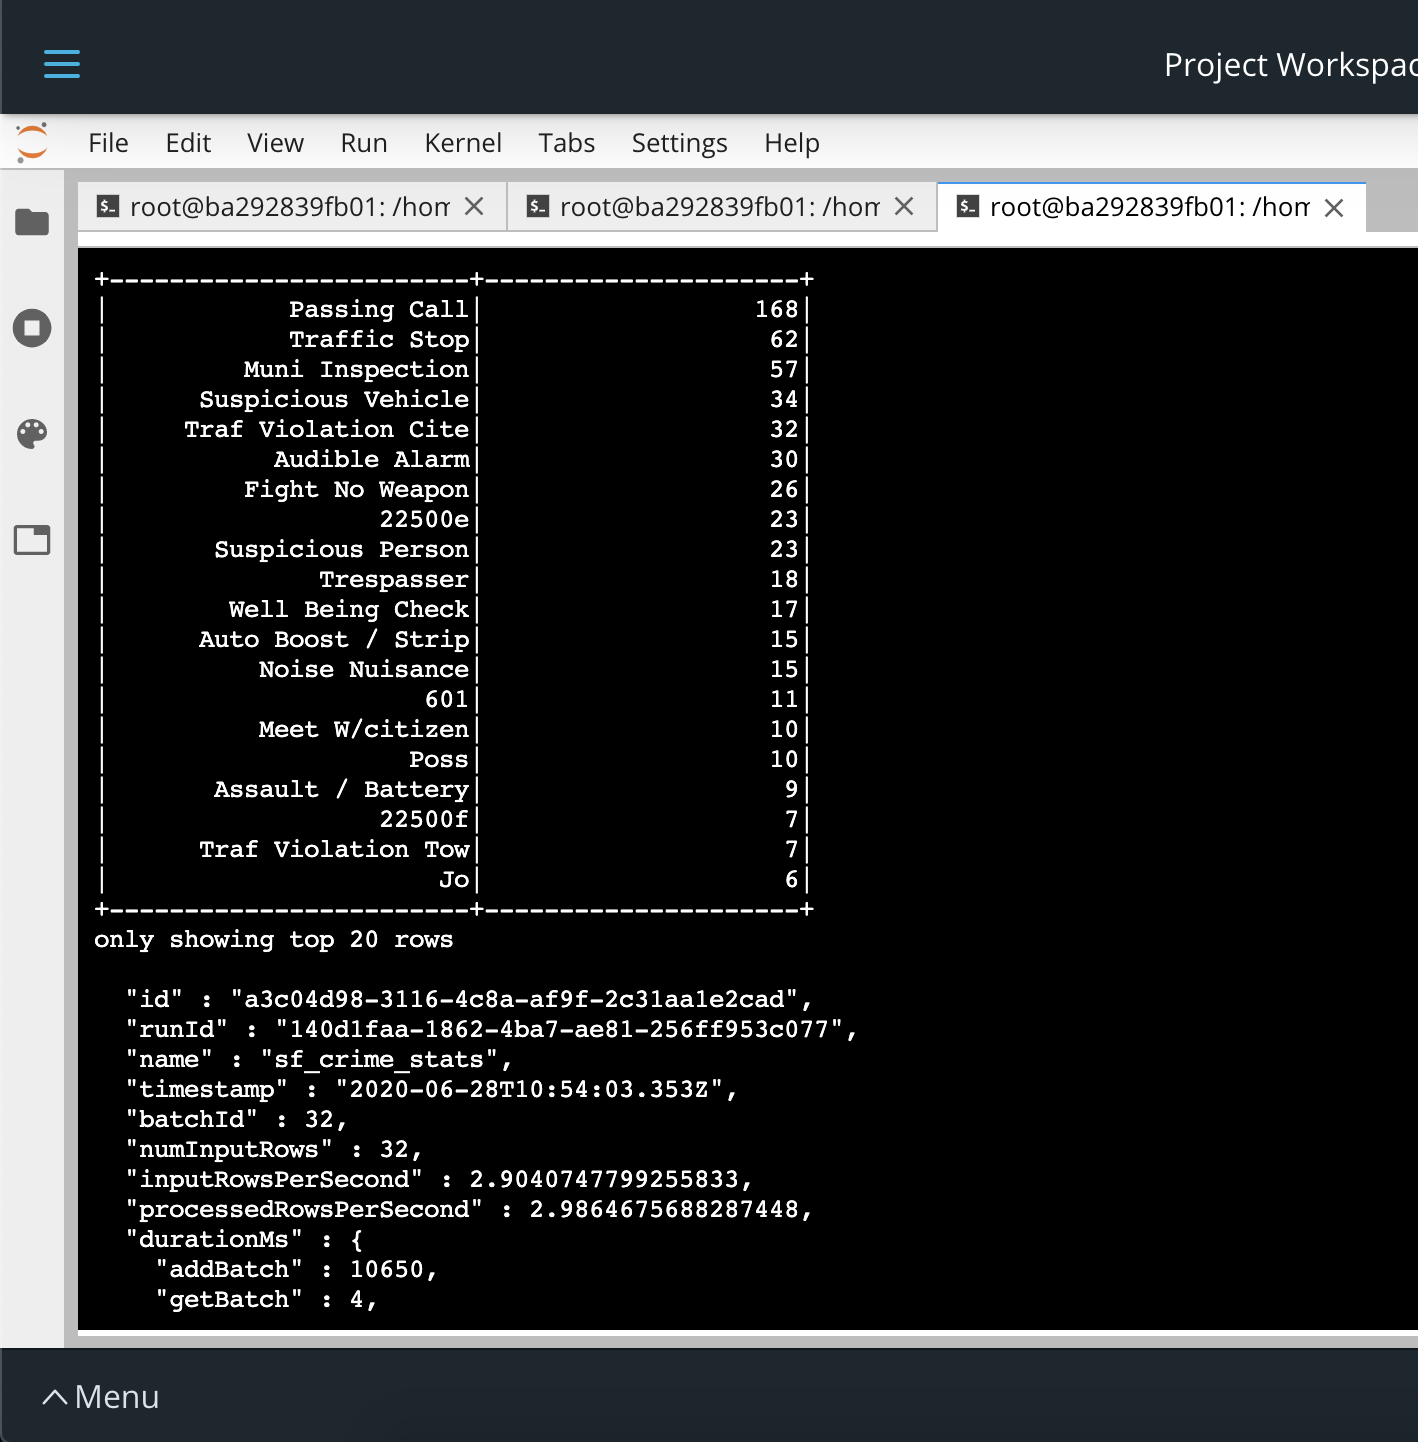 Project Workspac
File Edit View Run Kernel Tabs Settings Help
root@ba292839fb01: /hom root@ba292839fb01: /hom root@ba292839fb01: /hom
+------------------------+---------------------+
| Passing Call| 168|
| Traffic Stop| 62|
| Muni Inspection| 57|
| Suspicious Vehicle| 34|
| Traf Violation Cite| 32|
| Audible Alarm| 30|
| Fight No Weapon| 26|
| 22500e| 23|
| Suspicious Person| 23|
| Trespasser| 18|
| Well Being Check| 17|
| Auto Boost / Strip| 15|
| Noise Nuisance| 15|
| 601| 11|
| Meet W/citizen| 10|
| Poss| 10|
| Assault / Battery| 9|
| 22500f| 7|
| Traf Violation Tow| 7|
| Jo| 6|
+------------------------+---------------------+
only showing top 20 rows
"id" : "a3c04d98-3116-4c8a-af9f-2c31aa1e2cad",
"runId" : "140d1faa-1862-4ba7-ae81-256ff953c077",
"name" : "sf_crime_stats",
"timestamp" : "2020-06-28T10:54:03.353Z",
"batchId" : 32,
"numInputRows" : 32,
"inputRowsPerSecond" : 2.9040747799255833,
"processedRowsPerSecond" : 2.9864675688287448,
"durationMs" : {
"addBatch" : 10650,
"getBatch" : 4,
Menu